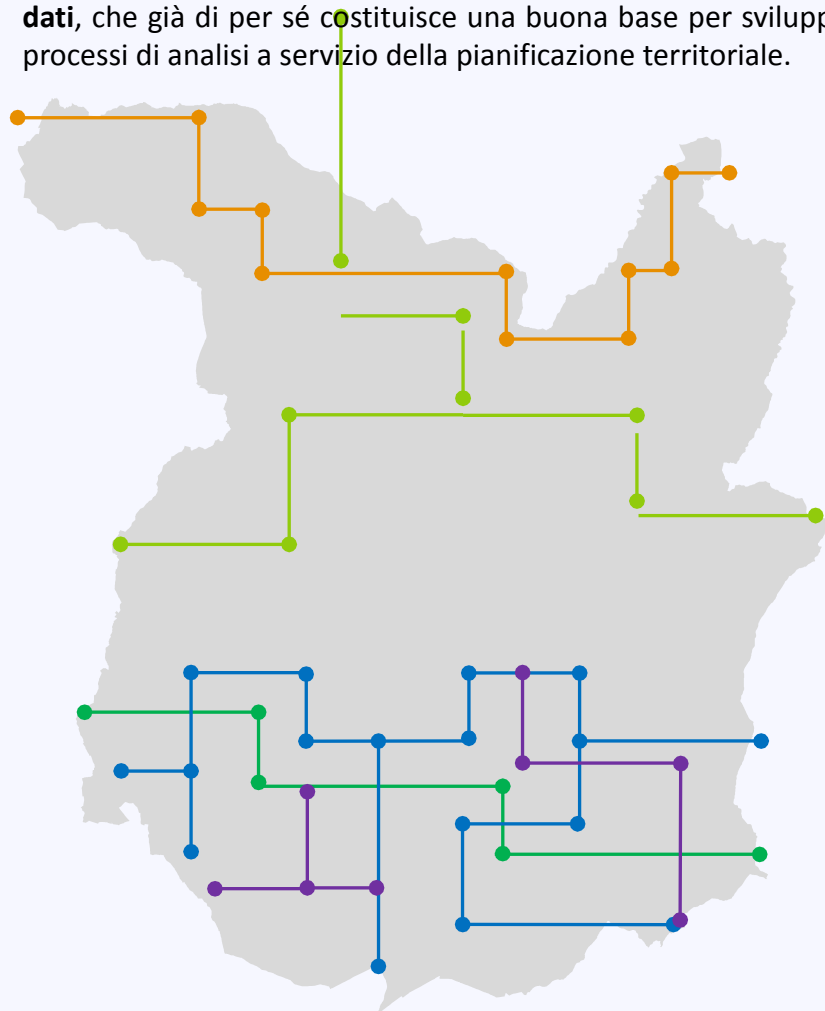 dati, che già di per sé costituisce una buona base per svilupp
processi di analisi a servizio della pianificazione territoriale.